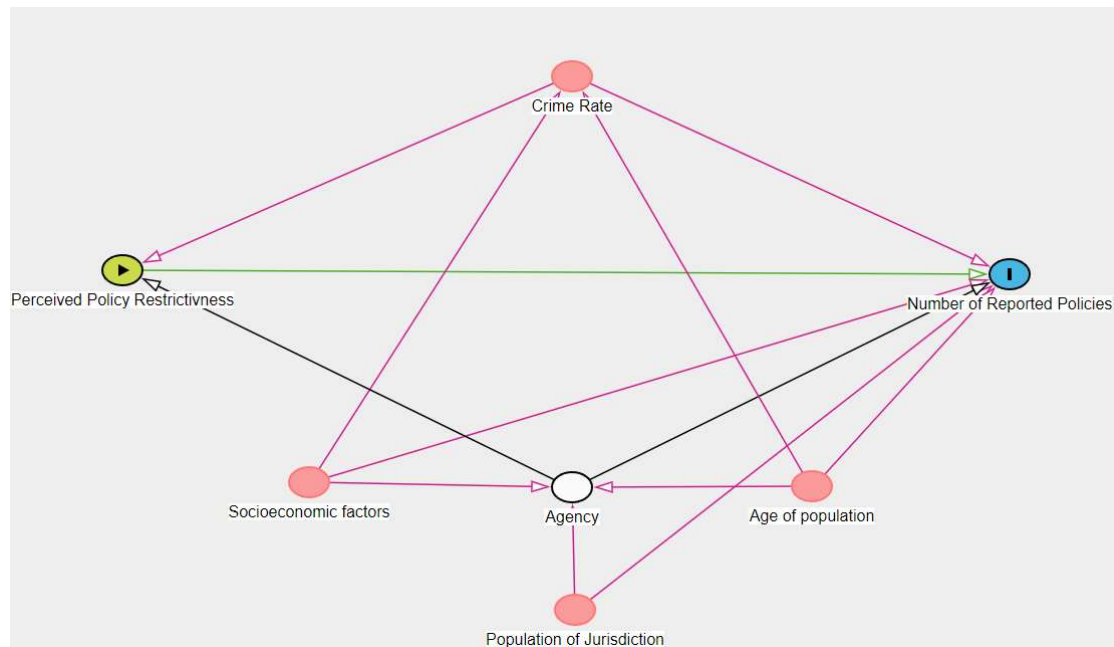 Crime Rate
Perceived Policy Restrictivness
Number of Reported Policies
Socioeconomic factors
Agency
Age of population
Population of Jurisdiction